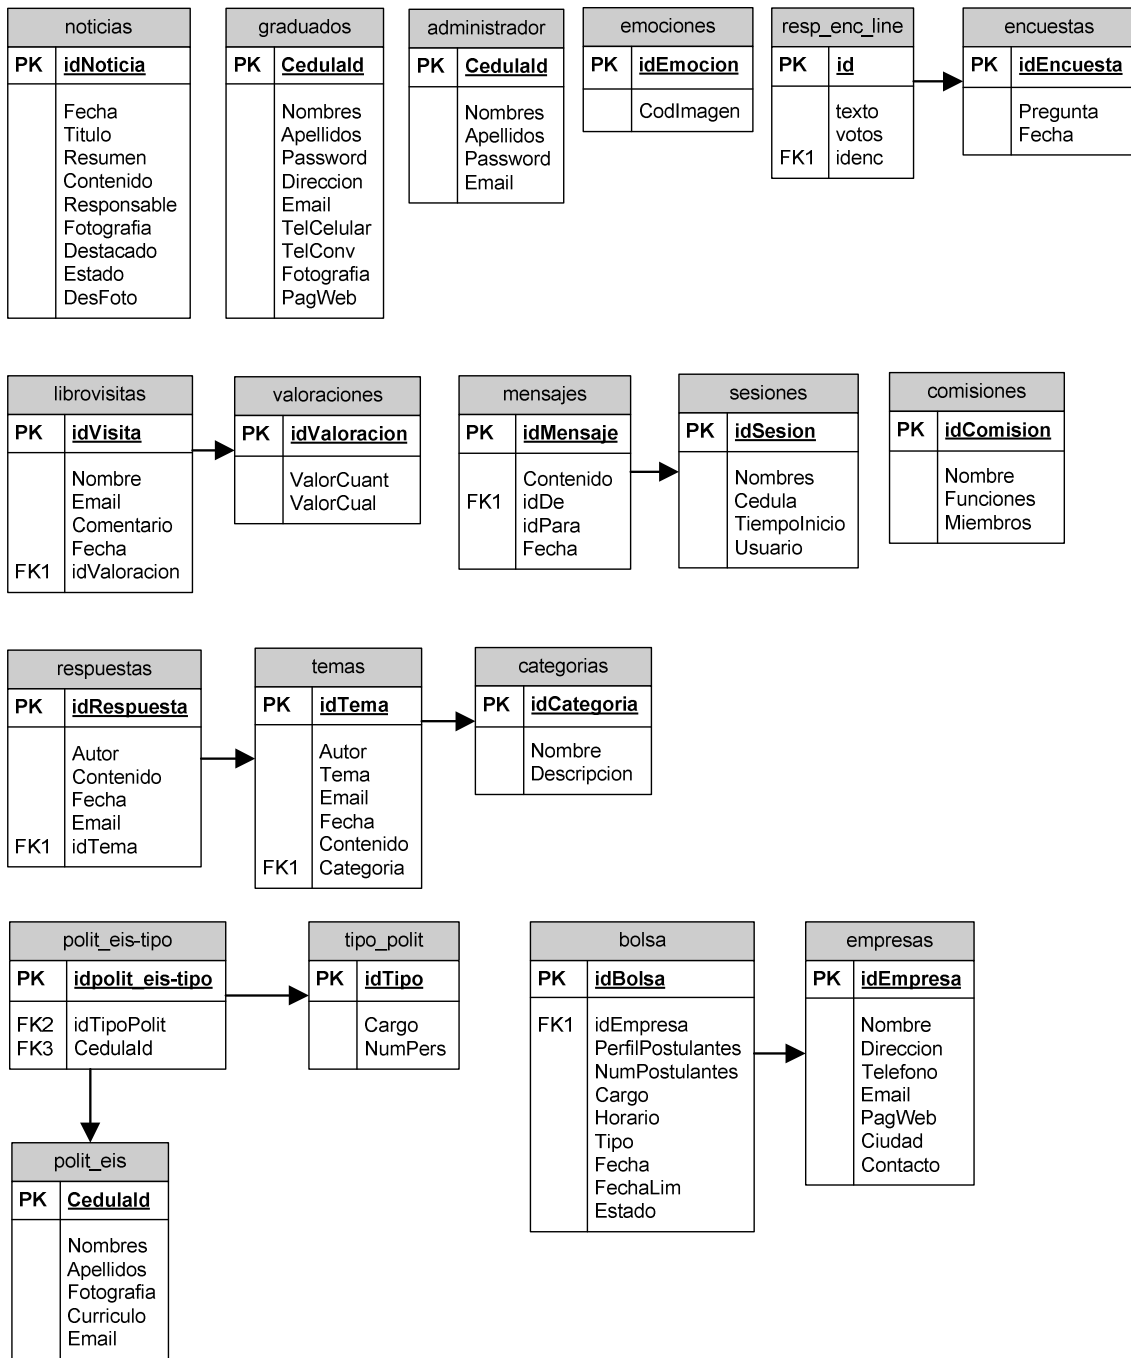 noticias
PK idNoticia
Fecha
Titulo
Resumen
Contenido
Responsable
Fotografia
Destacado
Estado
DesFoto
graduados
PK CedulaId
Nombres
Apellidos
Password
Direccion
Email
TelCelular
TelConv
Fotografia
PagWeb
administrador
PK CedulaId
Nombres
Apellidos
Password
Email
emociones
PK idEmocion
CodImagen
resp_enc_line
PK id
texto
votos
FK1 idenc
encuestas
PK idEncuesta
Pregunta
Fecha
librovisitas
PK idVisita
Nombre
Email
Comentario
Fecha
FK1 idValoracion
valoraciones
PK idValoracion
ValorCuant
ValorCual
mensajes
PK idMensaje
Contenido
FK1 idDe
idPara
Fecha
sesiones
PK idSesion
Nombres
Cedula
TiempoInicio
Usuario
comisiones
PK idComision
Nombre
Funciones
Miembros
respuestas
PK idRespuesta
Autor
Contenido
Fecha
Email
FK1 idTema
temas
PK idTema
Autor
Tema
Email
Fecha
Contenido
FK1 Categoria
categorias
PK idCategoria
Nombre
Descripcion
polit_eis-tipo
PK idpolit_eis-tipo
FK2 idTipoPolit
FK3 CedulaId
tipo_polit
PK idTipo
Cargo
NumPers
bolsa
PK idBolsa
FK1 idEmpresa
PerfilPostulantes
NumPostulantes
Cargo
Horario
Tipo
Fecha
FechaLim
Estado
empresas
PK idEmpresa
Nombre
Direccion
Telefono
Email
PagWeb
Ciudad
Contacto
polit_eis
PK CedulaId
Nombres
Apellidos
Fotografia
Curriculo
Email